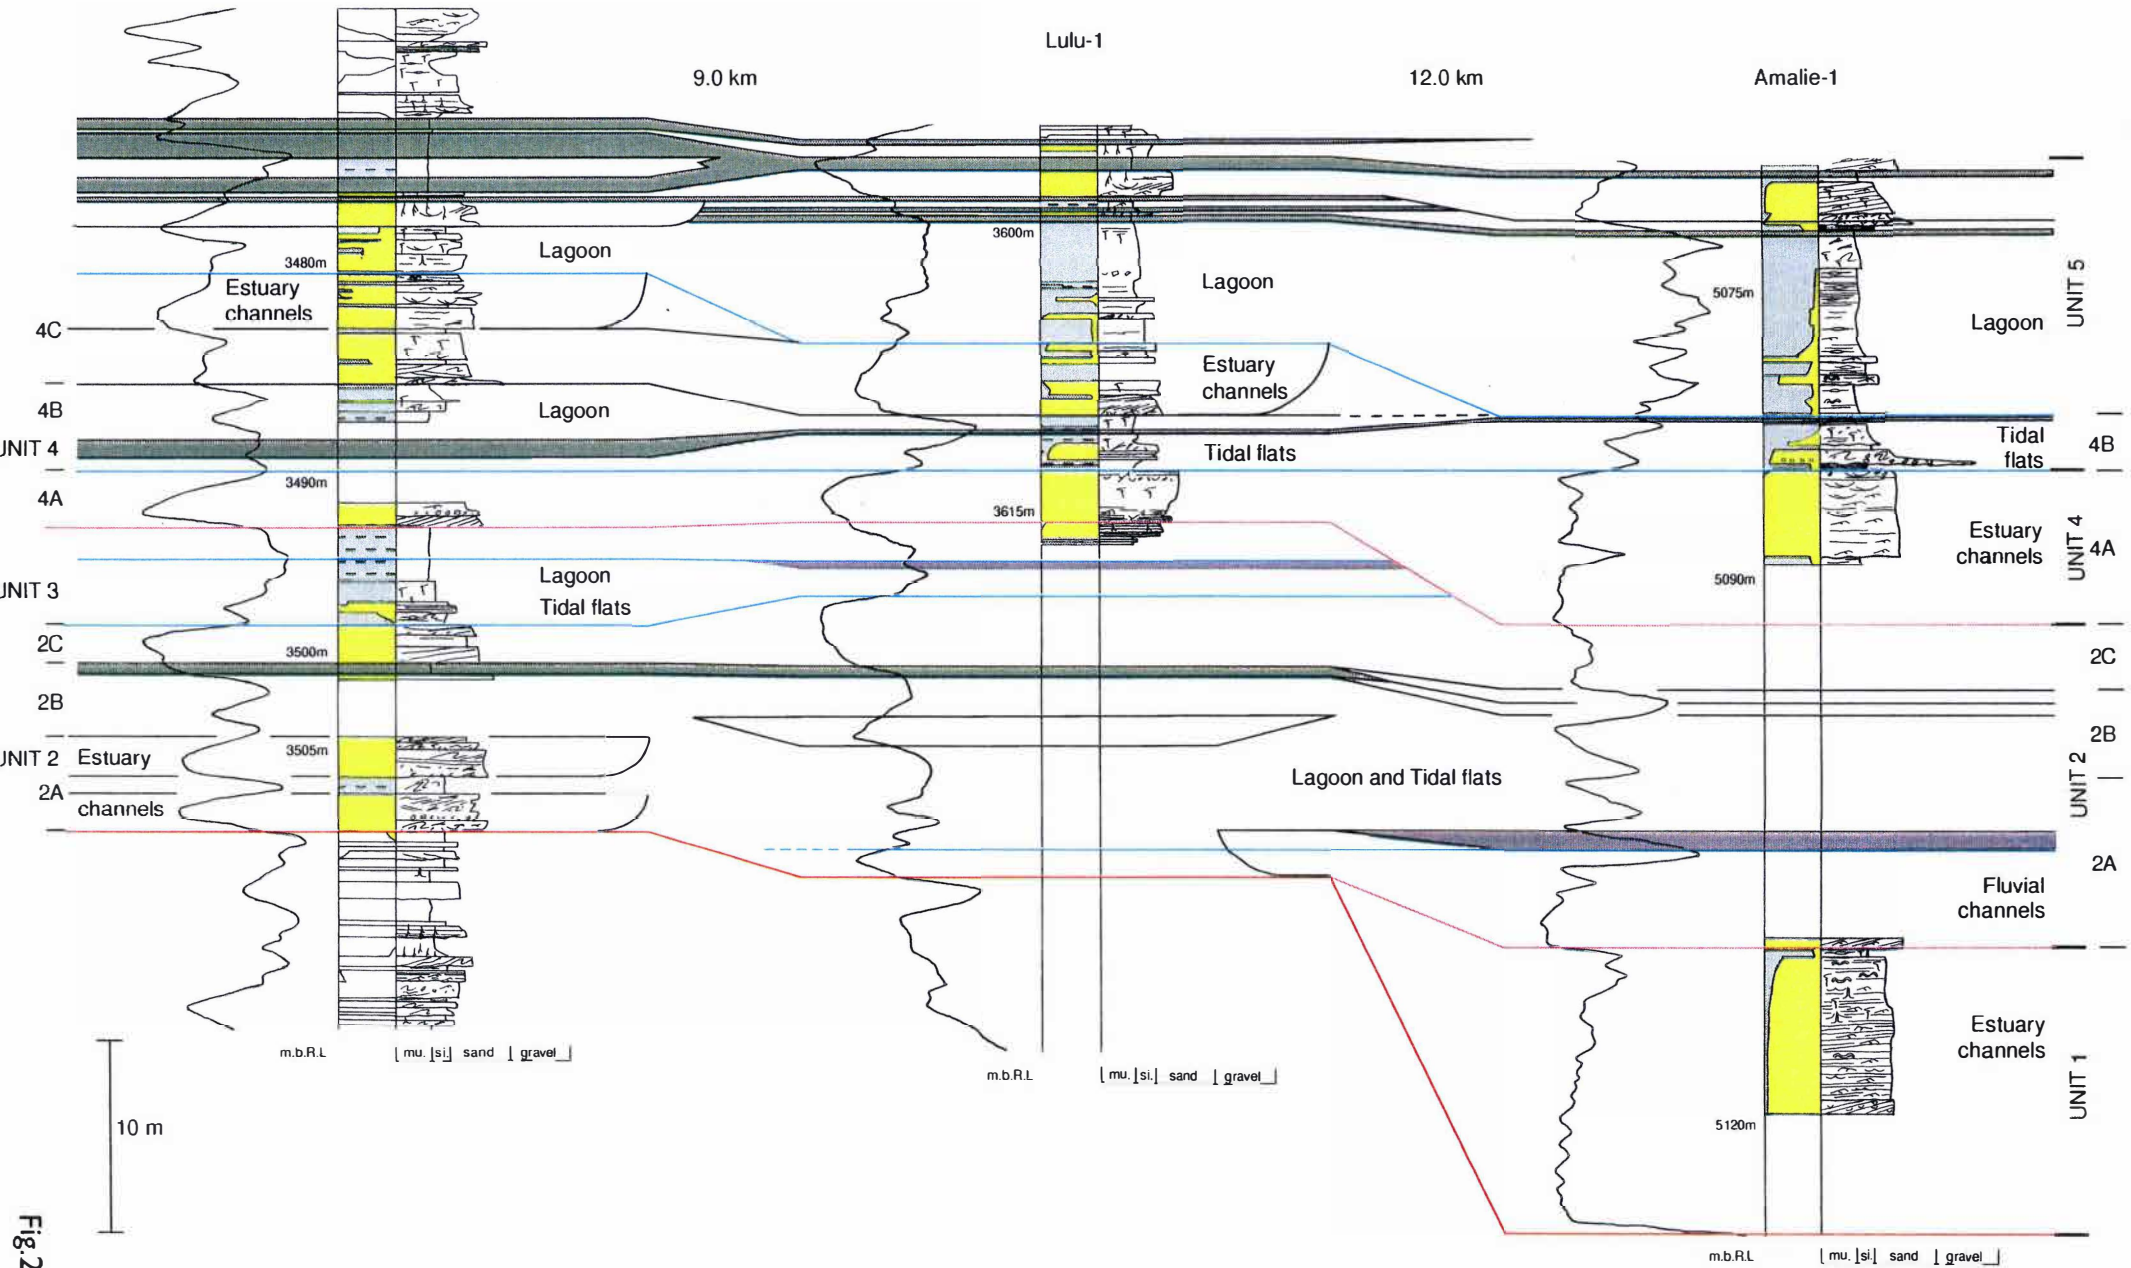 Lulu-1
9.0 km
12.0 km
Amalie-1
3600m
Lagoon
3480m
Estuary
channels
Lagoon
5075m
UNIT 5
Lagoon
4C
Estuary
channels
4B
Lagoon
Tidal flats
Tidal
flats
4B
UNIT 4
3490m
4A
3615m
Estuary
channels
UNIT 4
4A
5090m
Lagoon
UNIT 3
Tidal flats
2C
3500m
2C
2B
2B
3505m
UNIT 2
Estuary
Lagoon and Tidal flats
UNIT 2
2A
channels
2A
Fluvial
channels
Estuary
channels
m.b.R.L
mu. si. sand gravel
m.b.R.L
mu. si. sand gravel
UNIT 1
10 m
5120m
Fig.2
m.b.R.L
mu. si. sand gravel